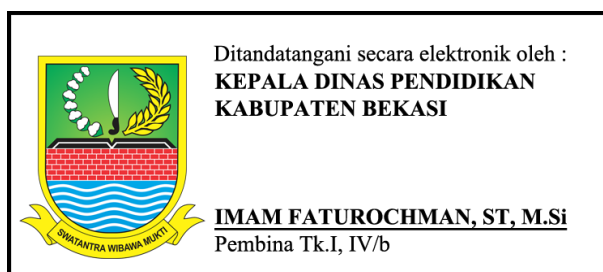 Ditandatangani secara elektronik oleh :
KEPALA DINAS PENDIDIKAN
KABUPATEN BEKASI
IMAM FATUROCHMAN, ST, M.Si
Pembina Tk.I, IV/b
SWATANTRA WIBAWA MUKTI